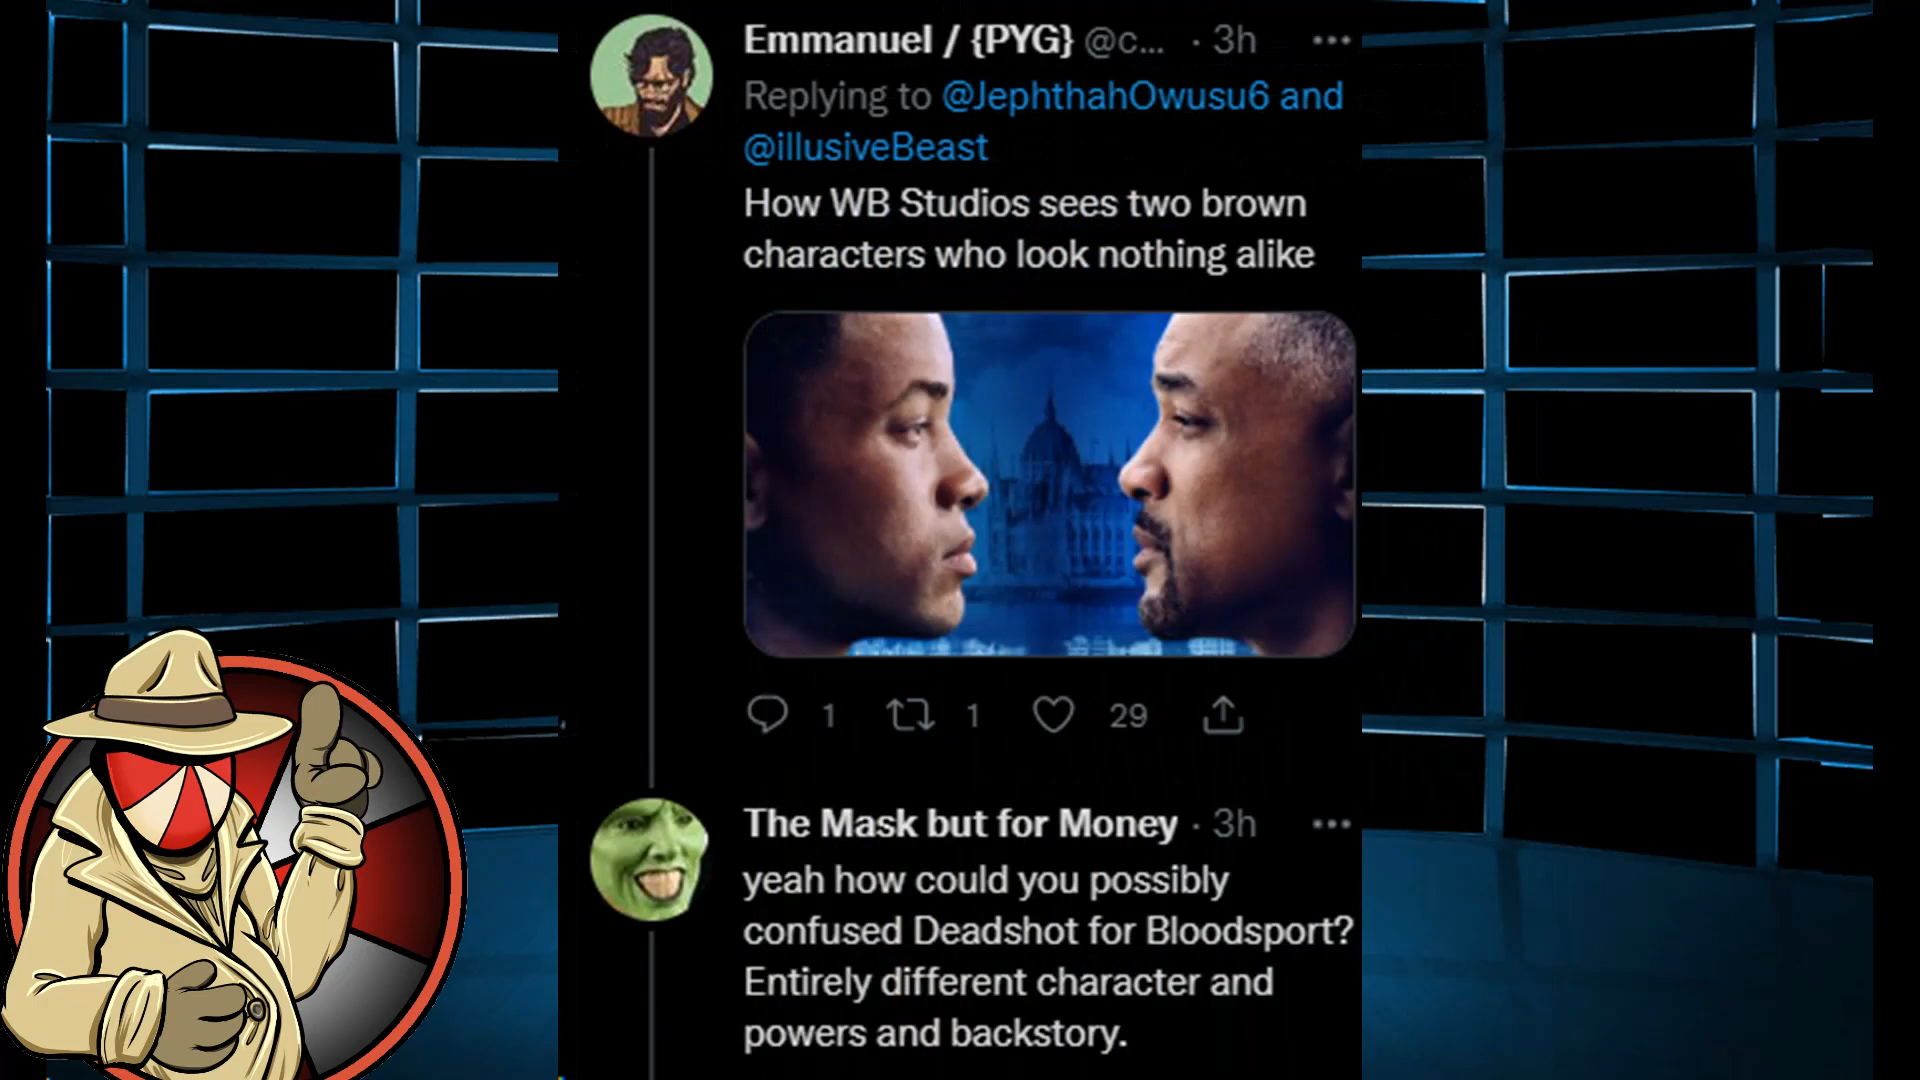 Emmanuel / {PYG} @c... · 3h
Replying to @JephthahOwusu6 and
@illusiveBeast
How WB Studios sees two brown
characters who look nothing alike
1 1 29
The Mask but for Money · 3h
yeah how could you possibly
confused Deadshot for Bloodsport?
Entirely different character and
powers and backstory.